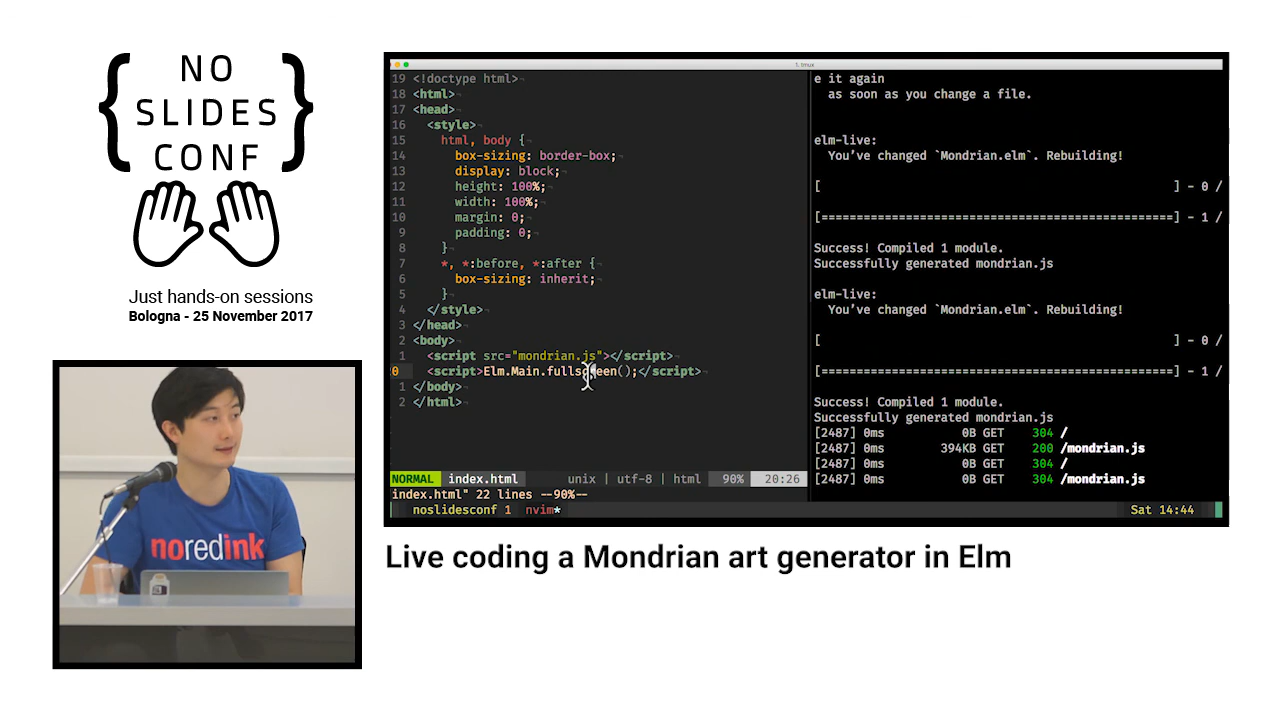 NO
SLIDES
CONF
Just hands-on sessions
Bologna - 25 November 2017
noredink
1. tmux
19 <!doctype html>¬
18 <html>¬
17 <head>¬
16 <style>¬
15 html, body {¬
14 box-sizing: border-box;¬
13 display: block;¬
12 height: 100%;¬
11 width: 100%;¬
10 margin: 0;¬
9 padding: 0;¬
8 }¬
7 *, *:before, *:after {¬
6 box-sizing: inherit;¬
5 }¬
4 </style>¬
3 </head>¬
2 <body>¬
1 <script src="mondrian.js"></script>¬
0 <script>Elm.Main.fullscreen();</script>¬
1 </body>¬
2 </html>¬
NORMAL index.html unix | utf-8 | html 90% 20:26
index.html" 22 lines --90%--
noslidesconf 1 nvim* Sat 14:44
e it again
as soon as you change a file.
elm-live:
You've changed `Mondrian.elm`. Rebuilding!
[ ] - 0 /
[===================================================] - 1 /
Success! Compiled 1 module.
Successfully generated mondrian.js
elm-live:
You've changed `Mondrian.elm`. Rebuilding!
[ ] - 0 /
[===================================================] - 1 /
Success! Compiled 1 module.
Successfully generated mondrian.js
[2487] 0ms 0B GET 304 /
[2487] 0ms 394KB GET 200 /mondrian.js
[2487] 0ms 0B GET 304 /
[2487] 0ms 0B GET 304 /mondrian.js
Live coding a Mondrian art generator in Elm